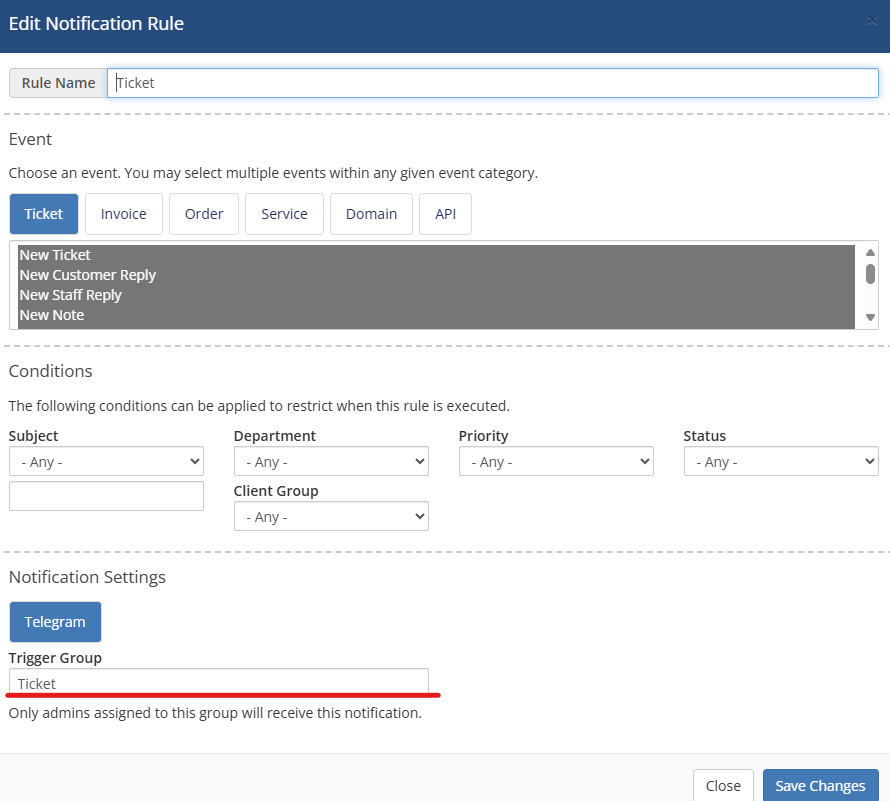 Edit Notification Rule
×
Rule Name Ticket
Event
Choose an event. You may select multiple events within any given event category.
Ticket Invoice Order Service Domain API
New Ticket
New Customer Reply
New Staff Reply
New Note
Conditions
The following conditions can be applied to restrict when this rule is executed.
Subject Department Priority Status
- Any - - Any - - Any - - Any -
Client Group
- Any -
Notification Settings
Telegram
Trigger Group
Ticket
Only admins assigned to this group will receive this notification.
Close Save Changes